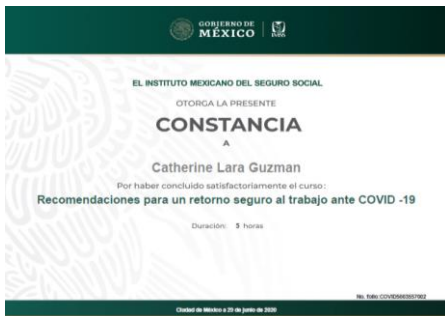 GOBIERNO DE
MÉXICO
IMSS
EL INSTITUTO MEXICANO DEL SEGURO SOCIAL
OTORGA LA PRESENTE
CONSTANCIA
A
Catherine Lara Guzman
Por haber concluido satisfactoriamente el curso:
Recomendaciones para un retorno seguro al trabajo ante COVID -19
Duración: 5 horas
Ciudad de México a 20 de junio de 2020